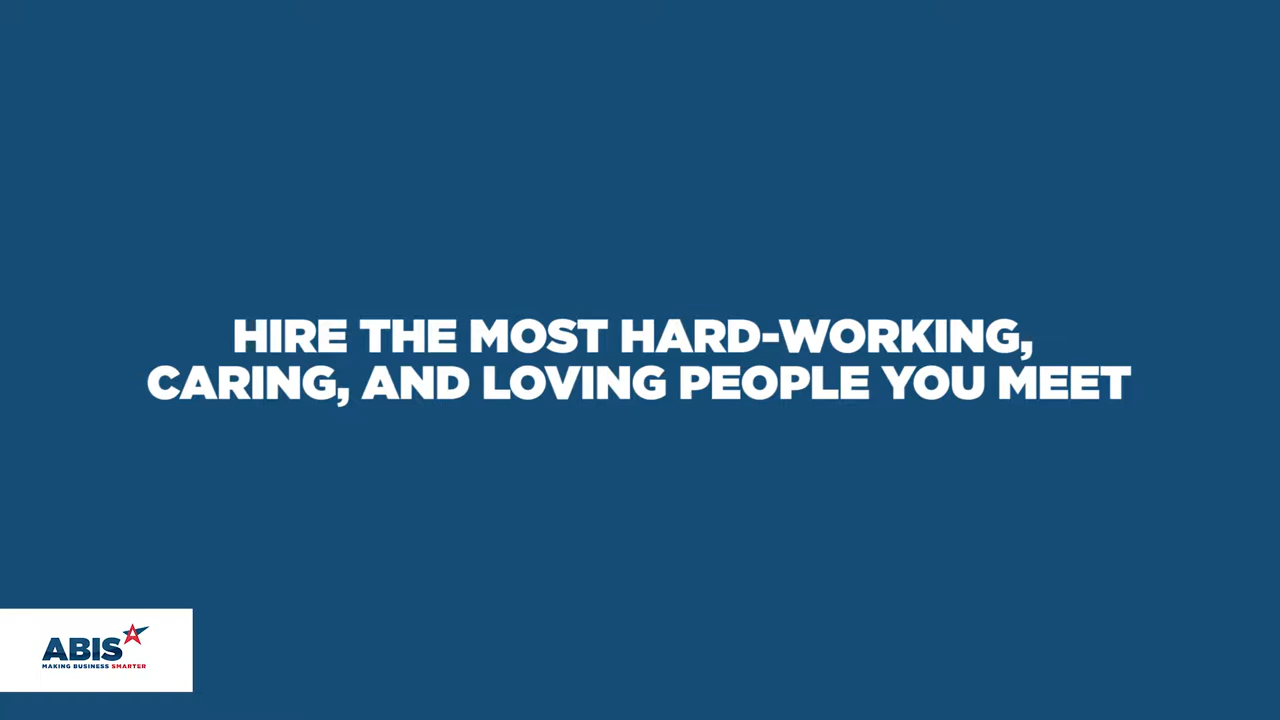 HIRE THE MOST HARD-WORKING,
CARING, AND LOVING PEOPLE YOU MEET
ABIS
MAKING BUSINESS SMARTER